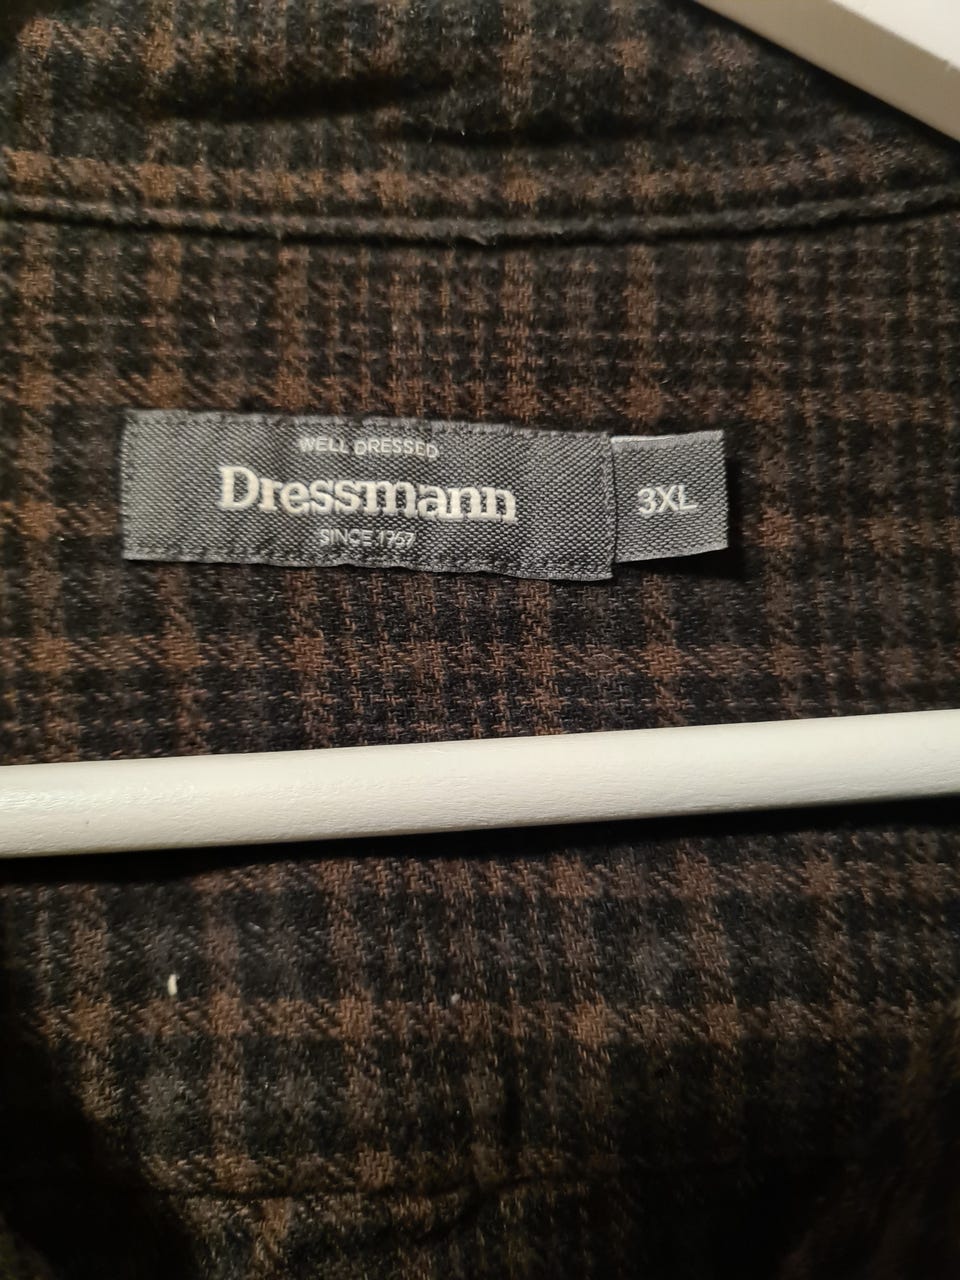 WELL DRESSED
Dressmann
SINCE 1967
3XL